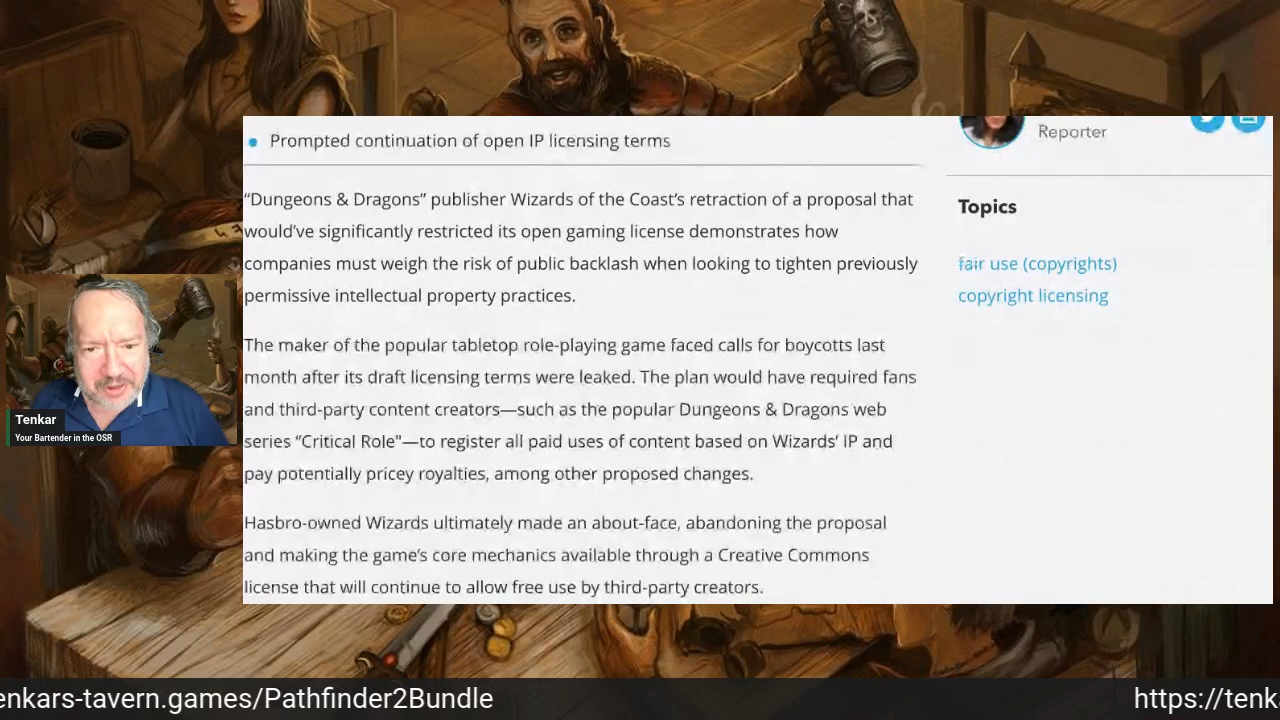 Prompted continuation of open IP licensing terms
“Dungeons & Dragons” publisher Wizards of the Coast’s retraction of a proposal that
would’ve significantly restricted its open gaming license demonstrates how
companies must weigh the risk of public backlash when looking to tighten previously
permissive intellectual property practices.
The maker of the popular tabletop role-playing game faced calls for boycotts last
month after its draft licensing terms were leaked. The plan would have required fans
and third-party content creators—such as the popular Dungeons & Dragons web
series “Critical Role"—to register all paid uses of content based on Wizards’ IP and
pay potentially pricey royalties, among other proposed changes.
Hasbro-owned Wizards ultimately made an about-face, abandoning the proposal
and making the game’s core mechanics available through a Creative Commons
license that will continue to allow free use by third-party creators.
Reporter
Topics
fair use (copyrights)
copyright licensing
Tenkar
Your Bartender in the OSR
enkars-tavern.games/Pathfinder2Bundle
https://tenk